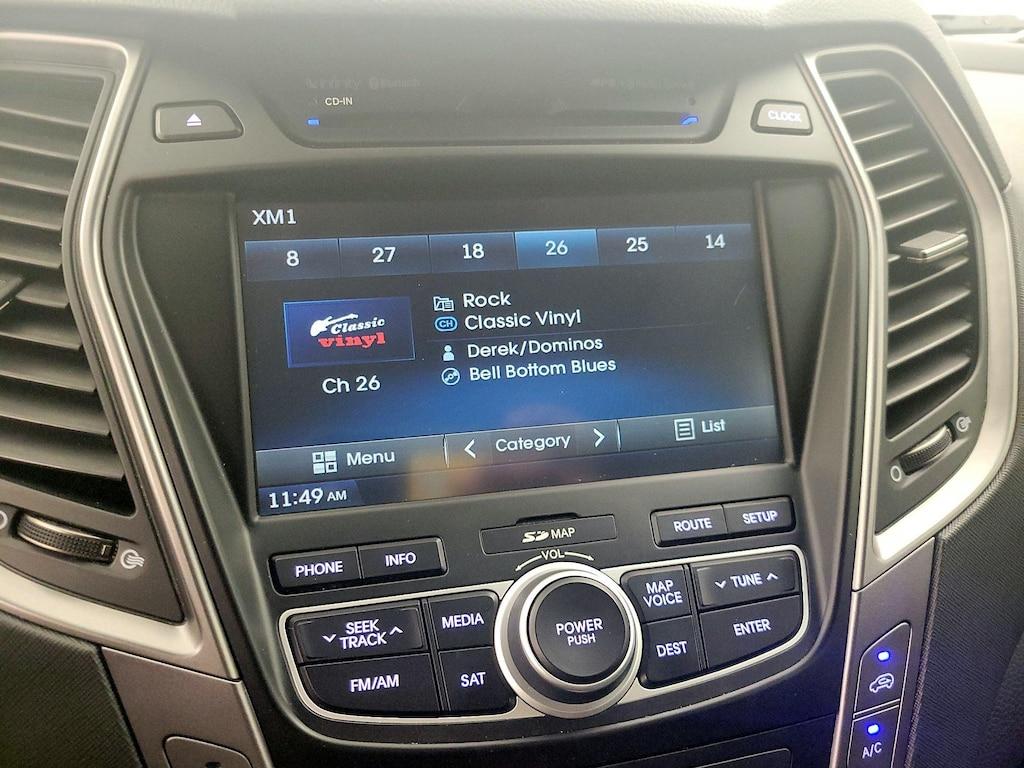 infinity Bluetooth
CD-IN
CLOCK
XM1
8 27 18 26 25 14
Classic
vinyl
Ch 26
Rock
CH Classic Vinyl
Derek/Dominos
Bell Bottom Blues
Menu
Category
List
11:49 AM
SD MAP
ROUTE
SETUP
PHONE
INFO
VOL
SEEK
TRACK
MEDIA
FM/AM
SAT
POWER
PUSH
MAP
VOICE
TUNE
DEST
ENTER
A/C